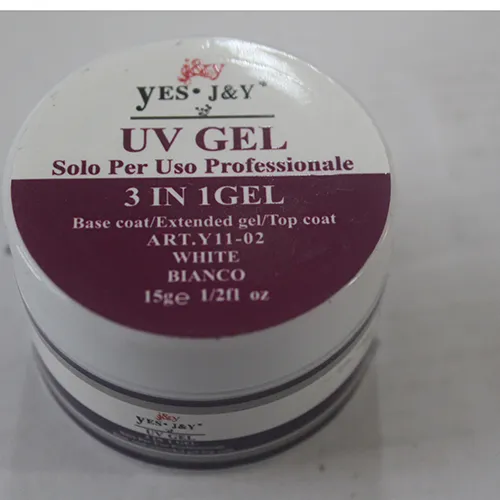 j&y
YES• J&Y
UV GEL
Solo Per Uso Professionale
3 IN 1GEL
Base coat/Extended gel/Top coat
ART.Y11-02
WHITE
BIANCO
15g℮ 1/2fl oz
j&y
YES• J&Y
UV GEL